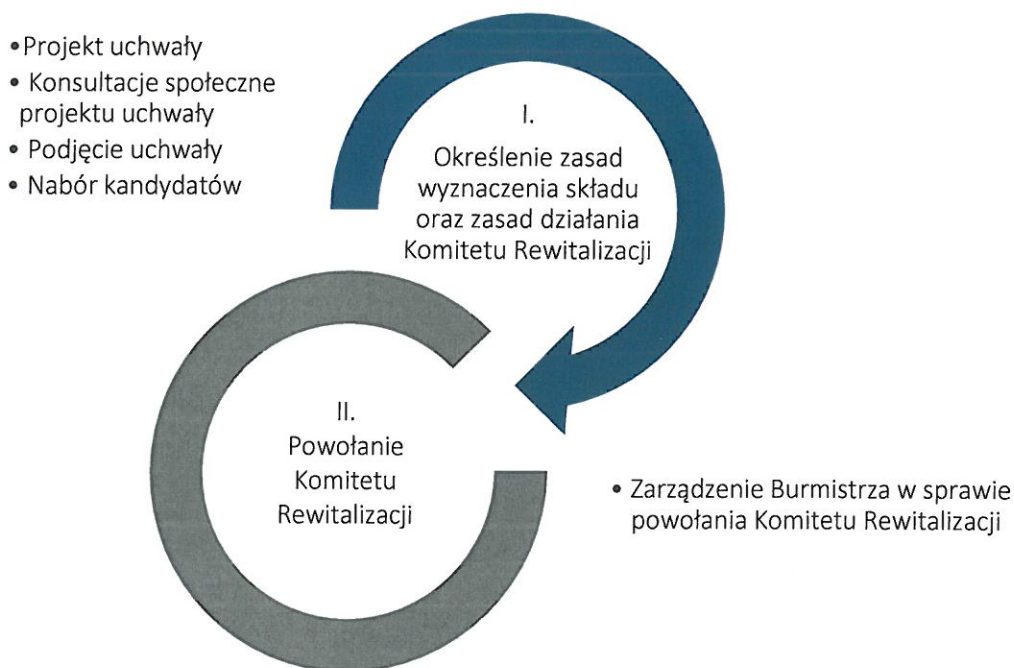 •Projekt uchwały
• Konsultacje społeczne
projektu uchwały
• Podjęcie uchwały
• Nabór kandydatów
I.
Określenie zasad
wyznaczenia składu
oraz zasad działania
Komitetu Rewitalizacji
II.
Powołanie
Komitetu
Rewitalizacji
• Zarządzenie Burmistrza w sprawie
powołania Komitetu Rewitalizacji